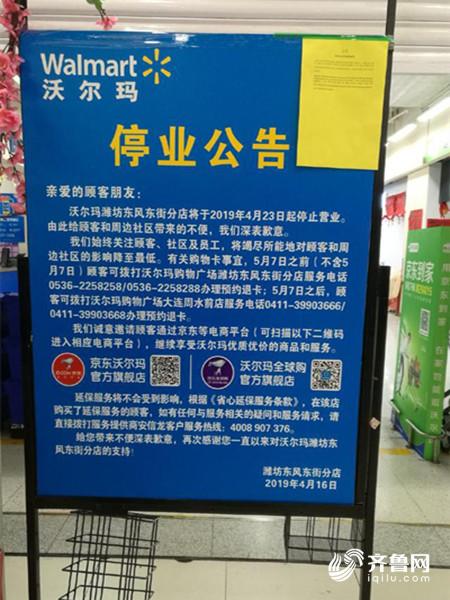 Walmart
沃尔玛
停业公告
亲爱的顾客朋友：
沃尔玛潍坊东风东街分店将于2019年4月23日起停止营业。
由此给顾客和周边社区带来的不便，我们深表歉意。
我们始终关注顾客、社区及员工，将竭尽所能地对顾客和周
边社区的影响降至最低。有关购物卡事宜，5月7日之前（不含5
月7日）顾客可拨打沃尔玛购物广场潍坊东风东街分店服务电话
0536-2258258/0536-2258288办理预约退卡；5月7日之后，顾
客可拨打沃尔玛购物广场大连周水前店服务电话0411-39903666/
0411-39903668办理预约退卡。
我们诚意邀请顾客通过京东等电商平台（可扫描以下二维码
进入相应电商平台），继续享受沃尔玛优质优价的商品和服务。
京东沃尔玛
官方旗舰店
沃尔玛全球购
官方旗舰店
延保服务将不会受到影响，根据《省心延保服务条款》，在该店
购买了延保服务的顾客，如有任何与服务相关的疑问和服务请求，请
直接拨打服务提供商安信龙客户服务热线：4008 907 376。
给您带来不便深表歉意，再次感谢您一直以来对沃尔玛潍坊东
风东街分店的支持！
潍坊东风东街分店
2019年4月16日
京东到家
齐鲁网
iqilu.com